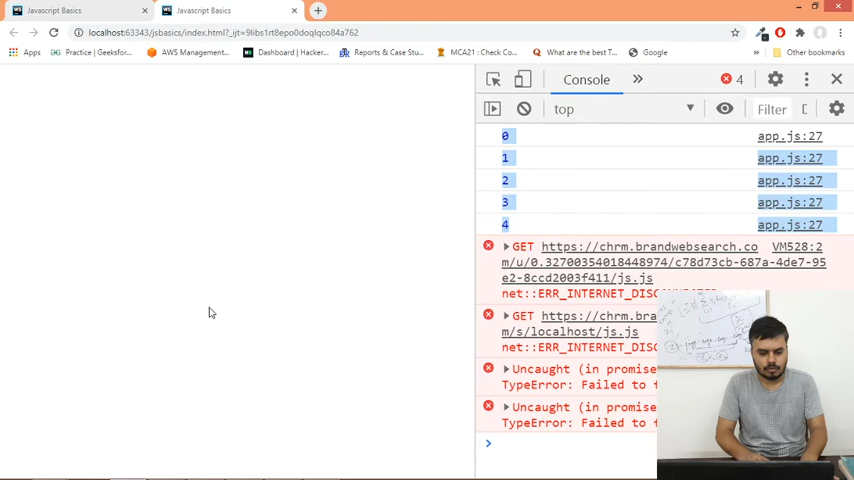 Javascript Basics
Javascript Basics
localhost:63343/jsbasics/index.html?_ijt=9libs1rt8epo0doqlqco84a762
Apps
Practice | Geeksfor...
AWS Management...
Dashboard | Hacker...
Reports & Case Stu...
MCA21 : Check Co...
What are the best T...
Google
Other bookmarks
Console
4
top
Filter
0 app.js:27
1 app.js:27
2 app.js:27
3 app.js:27
4 app.js:27
GET https://chrm.brandwebsearch.co VM528:2
m/u/0.32700354018448974/c78d73cb-687a-4de7-95
e2-8ccd2003f411/js.js
net::ERR_INTERNET_DISCONNECTED
GET https://chrm.bra
m/s/localhost/js.js
net::ERR_INTERNET_DISC
Uncaught (in promise
TypeError: Failed to f
Uncaught (in promise
TypeError: Failed to f